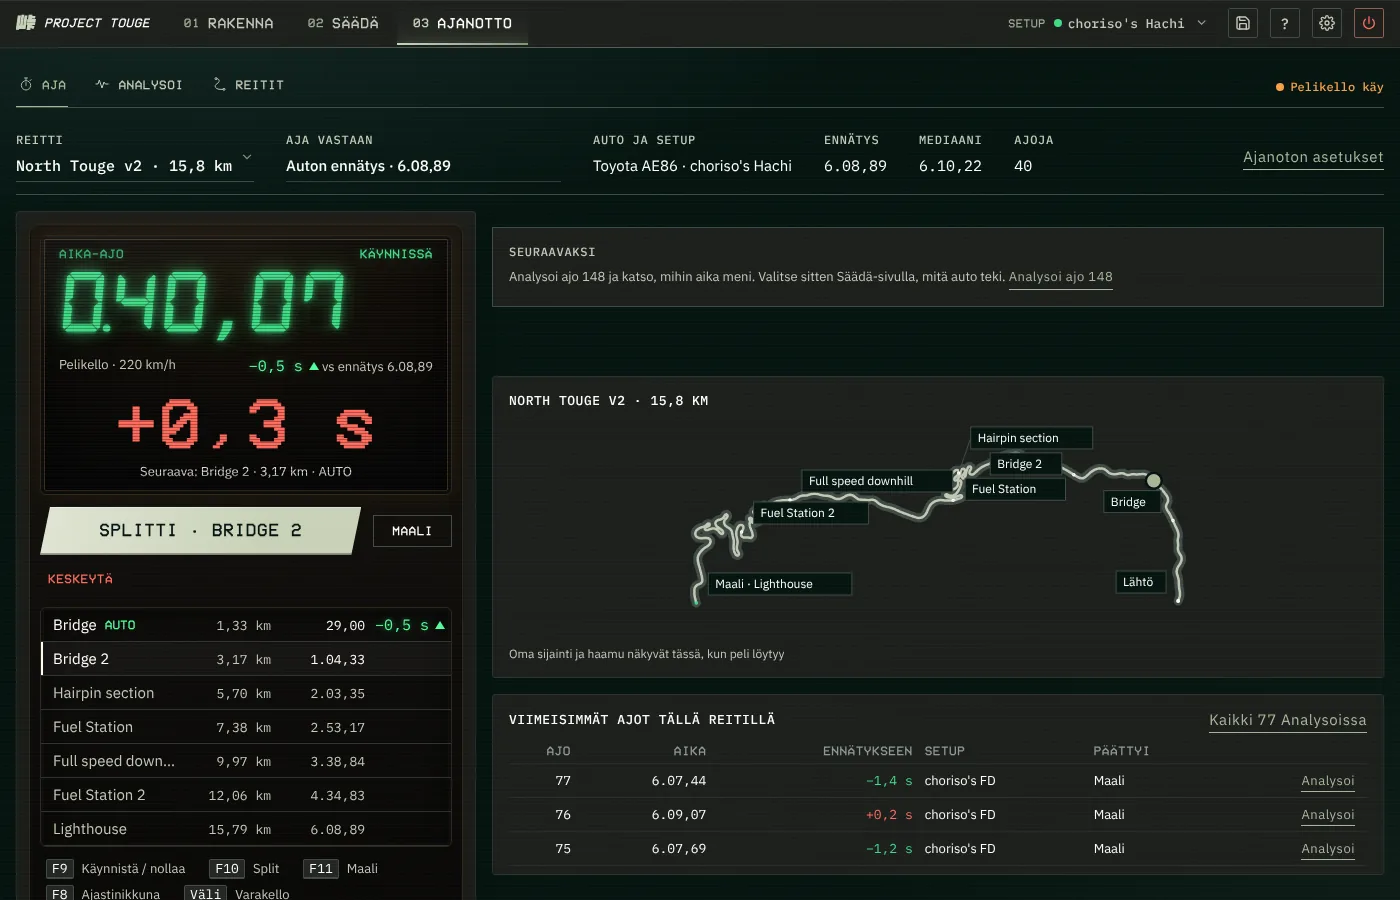 PROJECT TOUGE
01 RAKENNA
02 SÄÄDÄ
03 AJANOTTO
SETUP choriso's Hachi
?
AJA
ANALYSOI
REITIT
Pelikello käy
REITTI
North Touge v2 · 15,8 km
AJA VASTAAN
Auton ennätys · 6.08,89
AUTO JA SETUP
Toyota AE86 · choriso's Hachi
ENNÄTYS
6.08,89
MEDIAANI
6.10,22
AJOJA
40
Ajanoton asetukset
AIKA-AJO
KÄYNNISSÄ
0.40,07
Pelikello · 220 km/h
−0,5 s ▲ vs ennätys 6.08,89
+0,3 s
Seuraava: Bridge 2 · 3,17 km · AUTO
SPLITTI · BRIDGE 2
MAALI
KESKEYTÄ
Bridge AUTO 1,33 km 29,00 −0,5 s ▲
Bridge 2 3,17 km 1.04,33
Hairpin section 5,70 km 2.03,35
Fuel Station 7,38 km 2.53,17
Full speed down... 9,97 km 3.38,84
Fuel Station 2 12,06 km 4.34,83
Lighthouse 15,79 km 6.08,89
F9 Käynnistä / nollaa F10 Split F11 Maali
F8 Ajastinikkuna Väli Varakello
SEURAAVAKSI
Analysoi ajo 148 ja katso, mihin aika meni. Valitse sitten Säädä-sivulla, mitä auto teki. Analysoi ajo 148
NORTH TOUGE V2 · 15,8 KM
Hairpin section
Bridge 2
Full speed downhill
Fuel Station
Bridge
Fuel Station 2
Maali · Lighthouse
Lähtö
Oma sijainti ja haamu näkyvät tässä, kun peli löytyy
VIIMEISIMMÄT AJOT TÄLLÄ REITILLÄ
Kaikki 77 Analysoissa
AJO AIKA ENNÄTYKSEEN SETUP PÄÄTTYI
77 6.07,44 −1,4 s choriso's FD Maali Analysoi
76 6.09,07 +0,2 s choriso's FD Maali Analysoi
75 6.07,69 −1,2 s choriso's FD Maali Analysoi